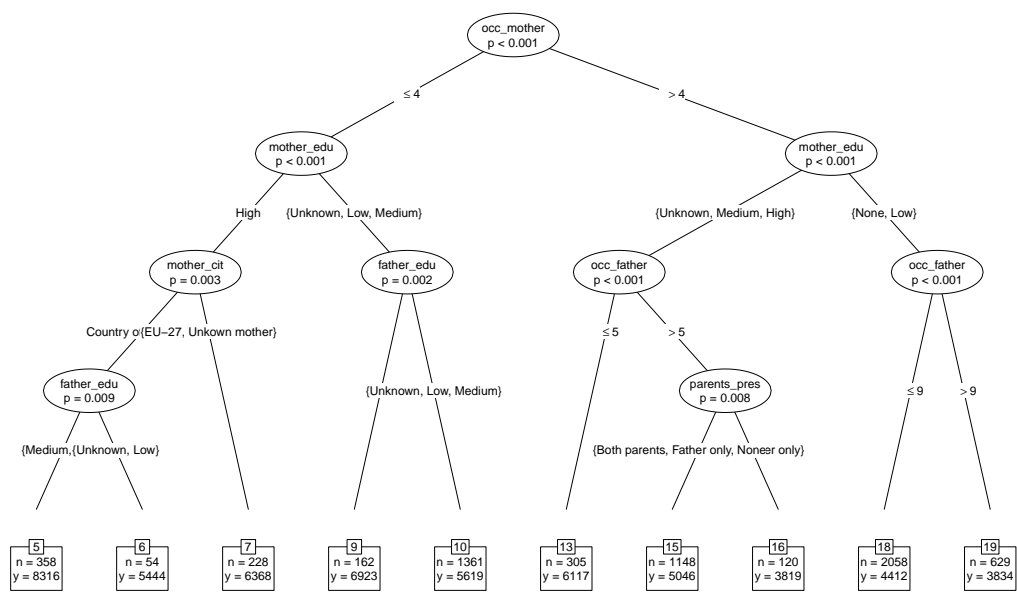 occ_mother
p < 0.001
≤ 4
> 4
mother_edu
p < 0.001
mother_edu
p < 0.001
High
{Unknown, Low, Medium}
{Unknown, Medium, High}
{None, Low}
mother_cit
p = 0.003
father_edu
p = 0.002
occ_father
p < 0.001
occ_father
p < 0.001
Country o
{EU–27, Unkown mother}
≤ 5
> 5
father_edu
p = 0.009
{Unknown, Low, Medium}
parents_pres
p = 0.008
≤ 9
> 9
{Medium,
{Unknown, Low}
{Both parents, Father only, None
er only}
5
n = 358
y = 8316
6
n = 54
y = 5444
7
n = 228
y = 6368
9
n = 162
y = 6923
10
n = 1361
y = 5619
13
n = 305
y = 6117
15
n = 1148
y = 5046
16
n = 120
y = 3819
18
n = 2058
y = 4412
19
n = 629
y = 3834